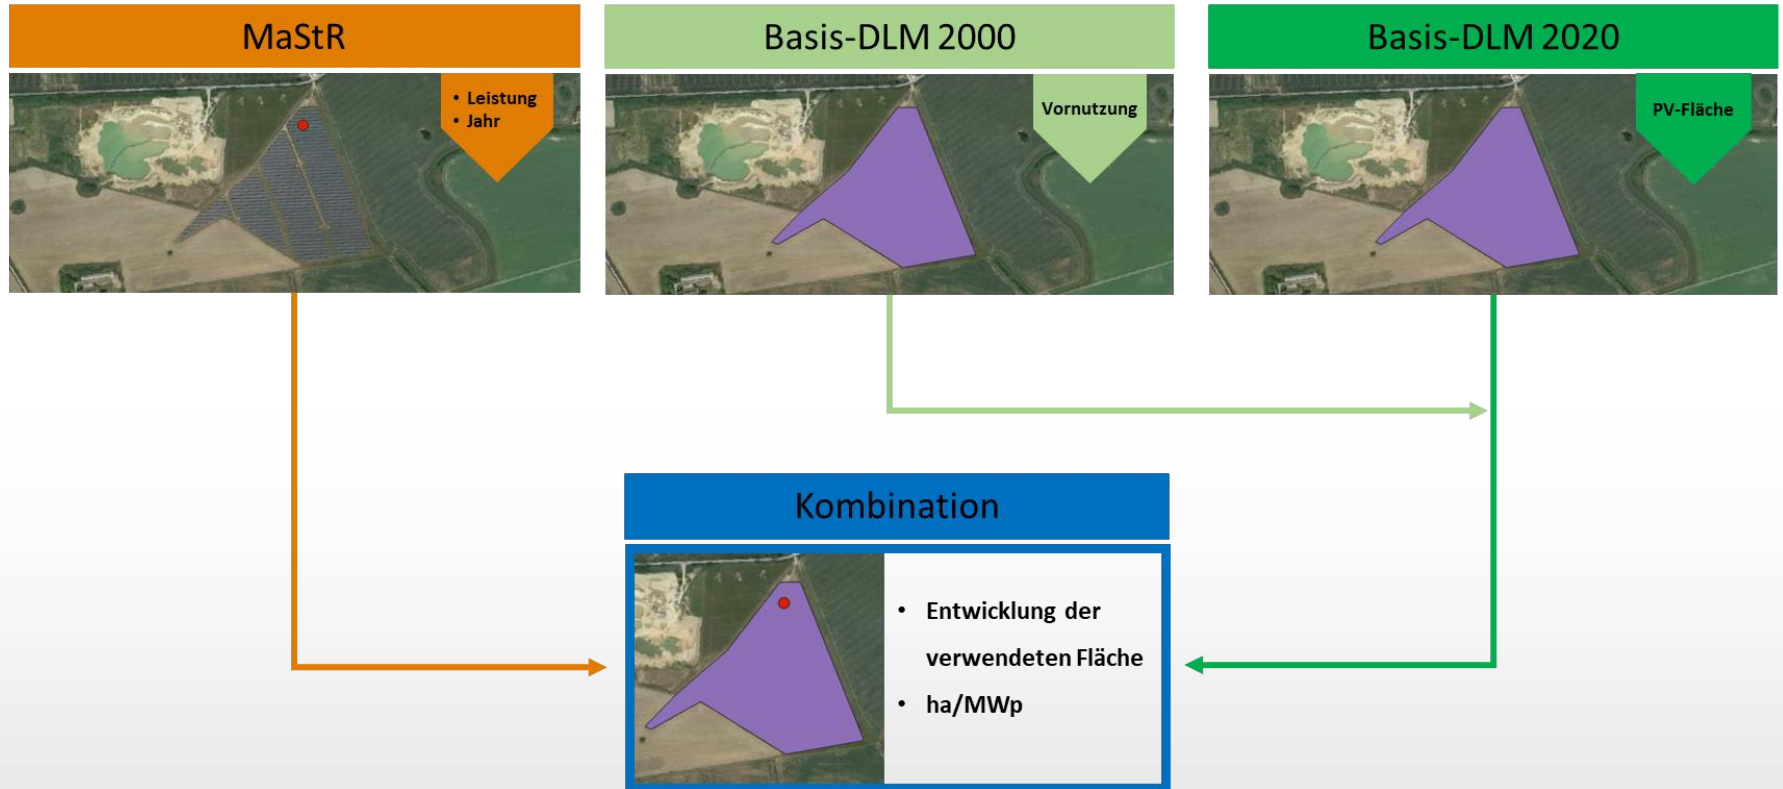 MaStR
• Leistung
• Jahr
Basis-DLM 2000
Vornutzung
Basis-DLM 2020
PV-Fläche
Kombination
• Entwicklung der
verwendeten Fläche
• ha/MWp